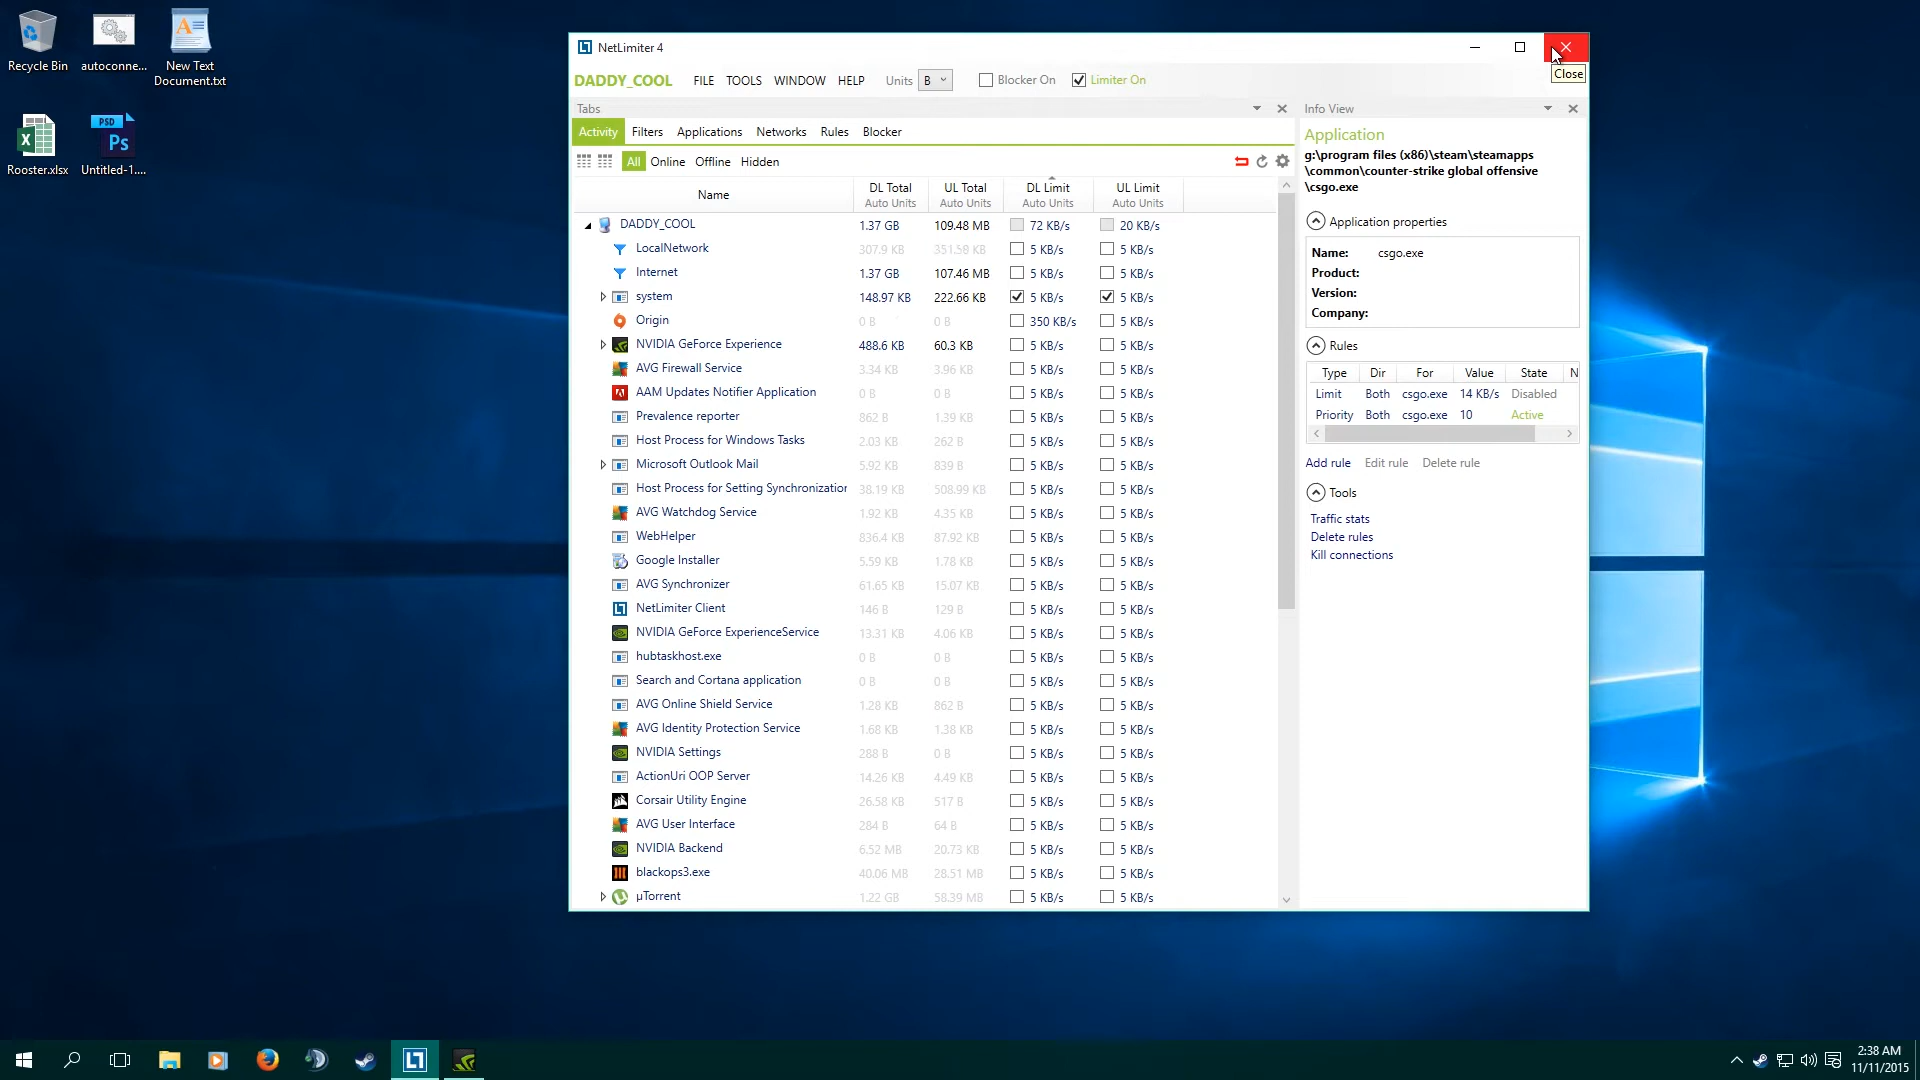 Recycle Bin
autoconne...
New Text
Document.txt
Rooster.xlsx
PSD
Ps
Untitled-1....
NetLimiter 4
Close
DADDY_COOL FILE TOOLS WINDOW HELP Units B Blocker On Limiter On
Tabs
Activity Filters Applications Networks Rules Blocker
All Online Offline Hidden
Name DL Total UL Total DL Limit UL Limit
Auto Units Auto Units Auto Units Auto Units
DADDY_COOL 1.37 GB 109.48 MB 72 KB/s 20 KB/s
LocalNetwork 307.9 KB 351.58 KB 5 KB/s 5 KB/s
Internet 1.37 GB 107.46 MB 5 KB/s 5 KB/s
system 148.97 KB 222.66 KB 5 KB/s 5 KB/s
Origin 0 B 0 B 350 KB/s 5 KB/s
NVIDIA GeForce Experience 488.6 KB 60.3 KB 5 KB/s 5 KB/s
AVG Firewall Service 3.34 KB 3.96 KB 5 KB/s 5 KB/s
AAM Updates Notifier Application 0 B 0 B 5 KB/s 5 KB/s
Prevalence reporter 862 B 1.39 KB 5 KB/s 5 KB/s
Host Process for Windows Tasks 2.03 KB 262 B 5 KB/s 5 KB/s
Microsoft Outlook Mail 5.92 KB 839 B 5 KB/s 5 KB/s
Host Process for Setting Synchronization 38.19 KB 508.99 KB 5 KB/s 5 KB/s
AVG Watchdog Service 1.92 KB 4.35 KB 5 KB/s 5 KB/s
WebHelper 836.4 KB 87.92 KB 5 KB/s 5 KB/s
Google Installer 5.59 KB 1.78 KB 5 KB/s 5 KB/s
AVG Synchronizer 61.65 KB 15.07 KB 5 KB/s 5 KB/s
NetLimiter Client 146 B 129 B 5 KB/s 5 KB/s
NVIDIA GeForce ExperienceService 13.31 KB 4.06 KB 5 KB/s 5 KB/s
hubtaskhost.exe 0 B 0 B 5 KB/s 5 KB/s
Search and Cortana application 0 B 0 B 5 KB/s 5 KB/s
AVG Online Shield Service 1.28 KB 862 B 5 KB/s 5 KB/s
AVG Identity Protection Service 1.68 KB 1.38 KB 5 KB/s 5 KB/s
NVIDIA Settings 288 B 0 B 5 KB/s 5 KB/s
ActionUri OOP Server 14.26 KB 4.49 KB 5 KB/s 5 KB/s
Corsair Utility Engine 26.58 KB 517 B 5 KB/s 5 KB/s
AVG User Interface 284 B 64 B 5 KB/s 5 KB/s
NVIDIA Backend 6.52 MB 20.73 KB 5 KB/s 5 KB/s
blackops3.exe 40.06 MB 28.51 MB 5 KB/s 5 KB/s
µTorrent 1.22 GB 58.39 MB 5 KB/s 5 KB/s
Info View
Application
g:\program files (x86)\steam\steamapps
\common\counter-strike global offensive
\csgo.exe
Application properties
Name: csgo.exe
Product:
Version:
Company:
Rules
Type Dir For Value State N
Limit Both csgo.exe 14 KB/s Disabled
Priority Both csgo.exe 10 Active
Add rule Edit rule Delete rule
Tools
Traffic stats
Delete rules
Kill connections
2:38 AM
11/11/2015